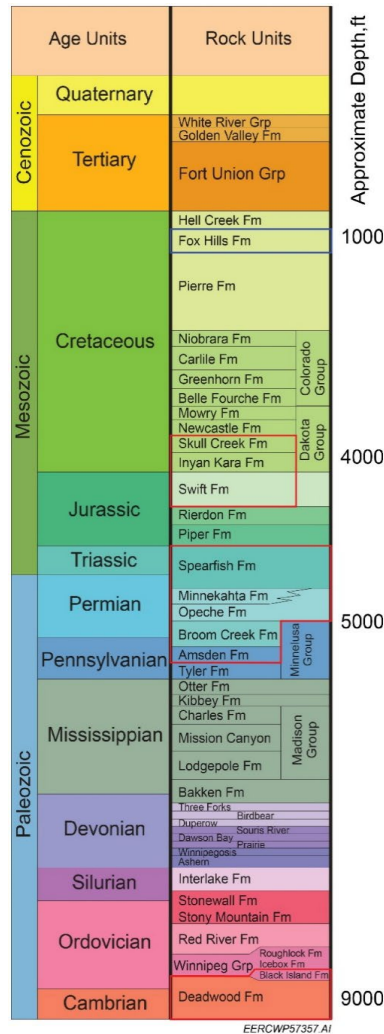 Age Units
Rock Units
Approximate Depth,ft
Cenozoic
Quaternary
Tertiary
White River Grp
Golden Valley Fm
Fort Union Grp
Mesozoic
Cretaceous
Hell Creek Fm
Fox Hills Fm
1000
Pierre Fm
Niobrara Fm
Carlile Fm
Greenhorn Fm
Belle Fourche Fm
Colorado
Group
Mowry Fm
Newcastle Fm
Skull Creek Fm
Inyan Kara Fm
Dakota
Group
4000
Jurassic
Swift Fm
Rierdon Fm
Piper Fm
Triassic
Spearfish Fm
Paleozoic
Permian
Minnekahta Fm
Opeche Fm
5000
Broom Creek Fm
Pennsylvanian
Amsden Fm
Tyler Fm
Minnelusa
Group
Mississippian
Otter Fm
Kibbey Fm
Charles Fm
Mission Canyon
Lodgepole Fm
Madison
Group
Bakken Fm
Devonian
Three Forks
Birdbear
Duperow
Souris River
Dawson Bay
Prairie
Winnipegosis
Ashern
Silurian
Interlake Fm
Ordovician
Stonewall Fm
Stony Mountain Fm
Red River Fm
Winnipeg Grp
Roughlock Fm
Icebox Fm
Black Island Fm
Cambrian
Deadwood Fm
9000
EERCWP57357.AI